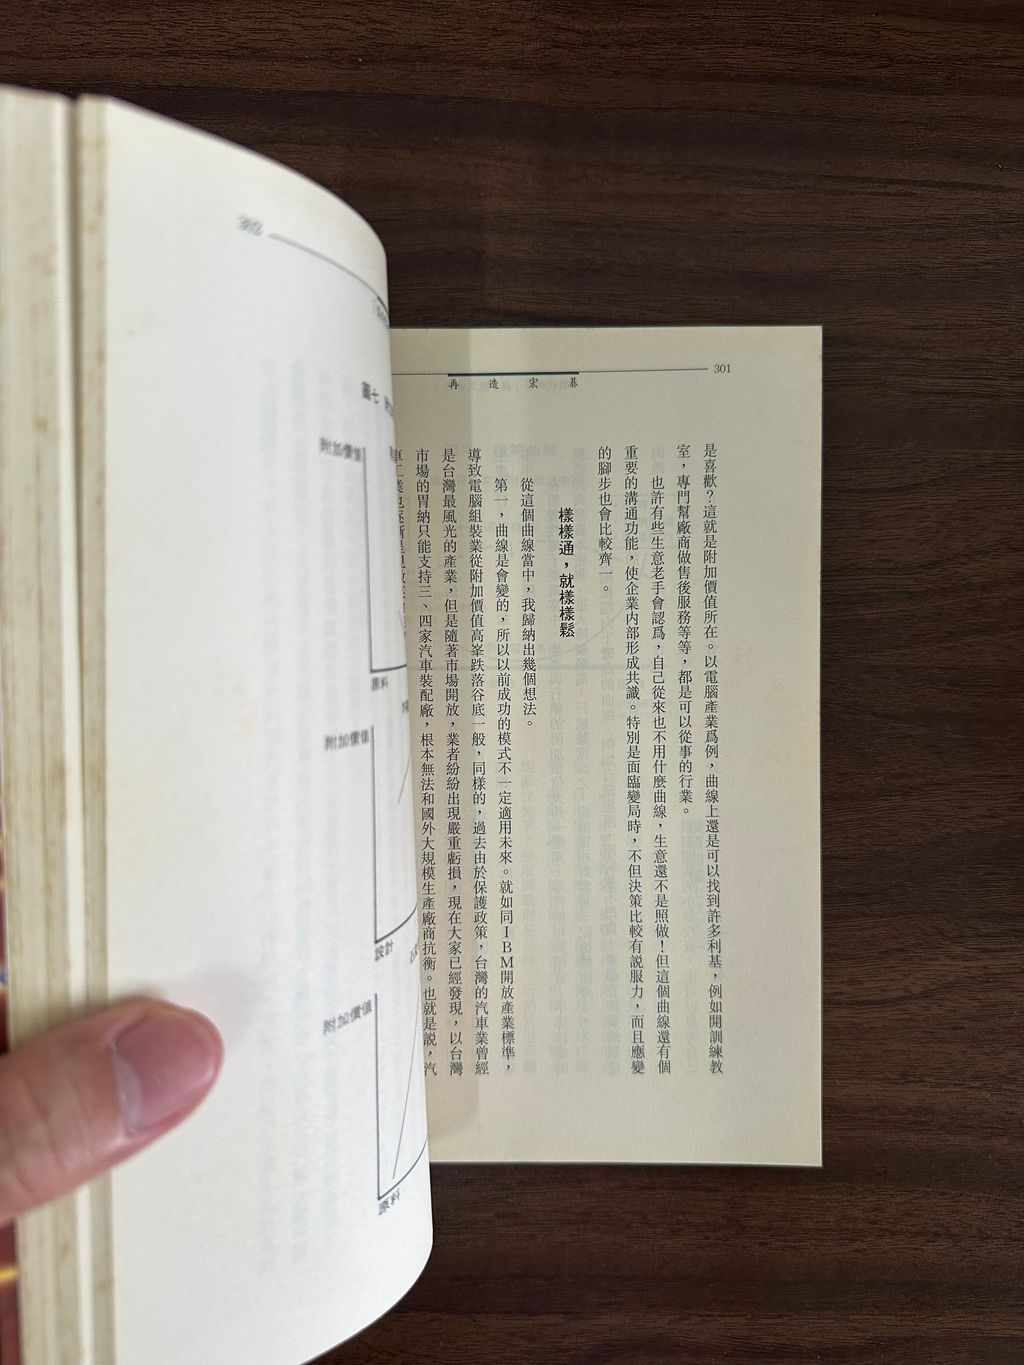 301
再造宏碁
是喜歡？這就是附加價值所在。以電腦產業爲例，曲線上還是可以找到許多利基，例如開訓練教
室，專門幫廠商做售後服務等等，都是可以從事的行業。
也許有些生意老手會認爲，自己從來也不用什麼曲線，生意還不是照做！但這個曲線還有個
重要的溝通功能，使企業內部形成共識。特別是面臨變局時，不但決策比較有説服力，而且應變
的腳步也會比較齊一。
樣樣通，就樣樣鬆
從這個曲線當中，我歸納出幾個想法。
第一，曲線是會變的，所以以前成功的模式不一定適用未來。就如同IBM開放產業標準，
導致電腦組裝業從附加價值高峯跌落谷底一般，同樣的，過去由於保護政策，台灣的汽車業曾經
是台灣最風光的產業，但是隨著市場開放，業者紛紛出現嚴重虧損，現在大家已經發現，以台灣
市場的胃納只能支持三、四家汽車裝配廠，根本無法和國外大規模生產廠商抗衡。也就是説，汽
302
圖七
附加價值
原料
附加價值
設計
附加價值
原料